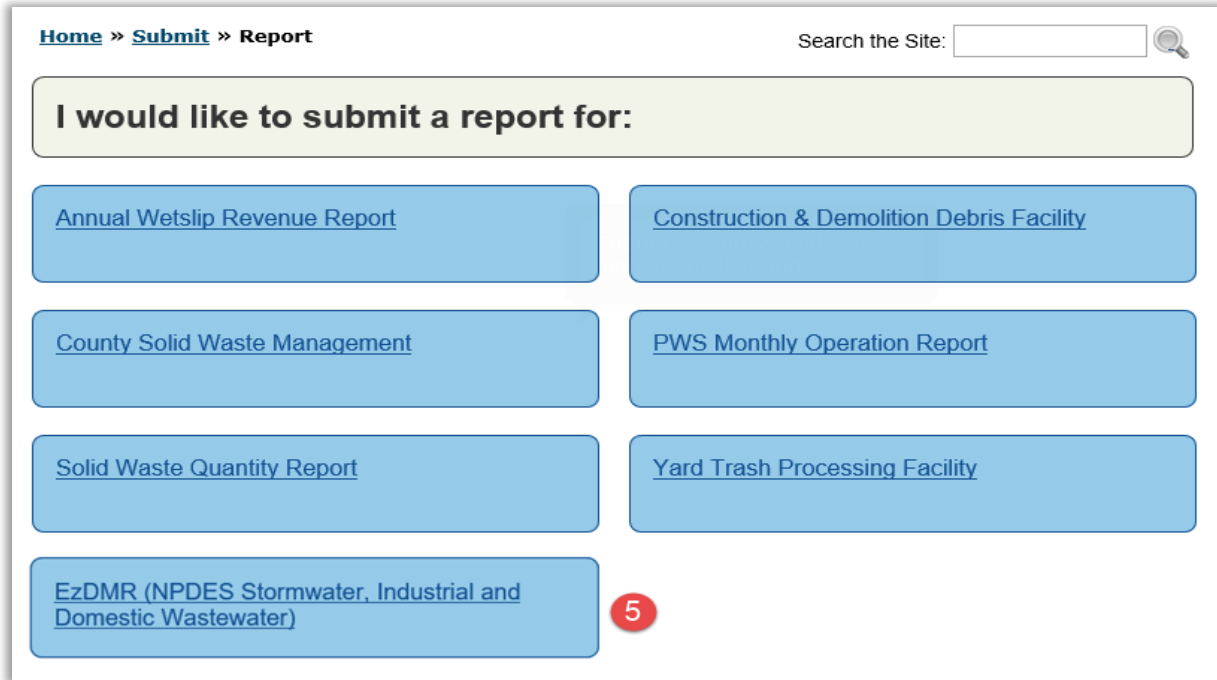 Home » Submit » Report
Search the Site:
I would like to submit a report for:
Annual Wetslip Revenue Report
Construction & Demolition Debris Facility
County Solid Waste Management
PWS Monthly Operation Report
Solid Waste Quantity Report
Yard Trash Processing Facility
EzDMR (NPDES Stormwater, Industrial and
Domestic Wastewater)
5